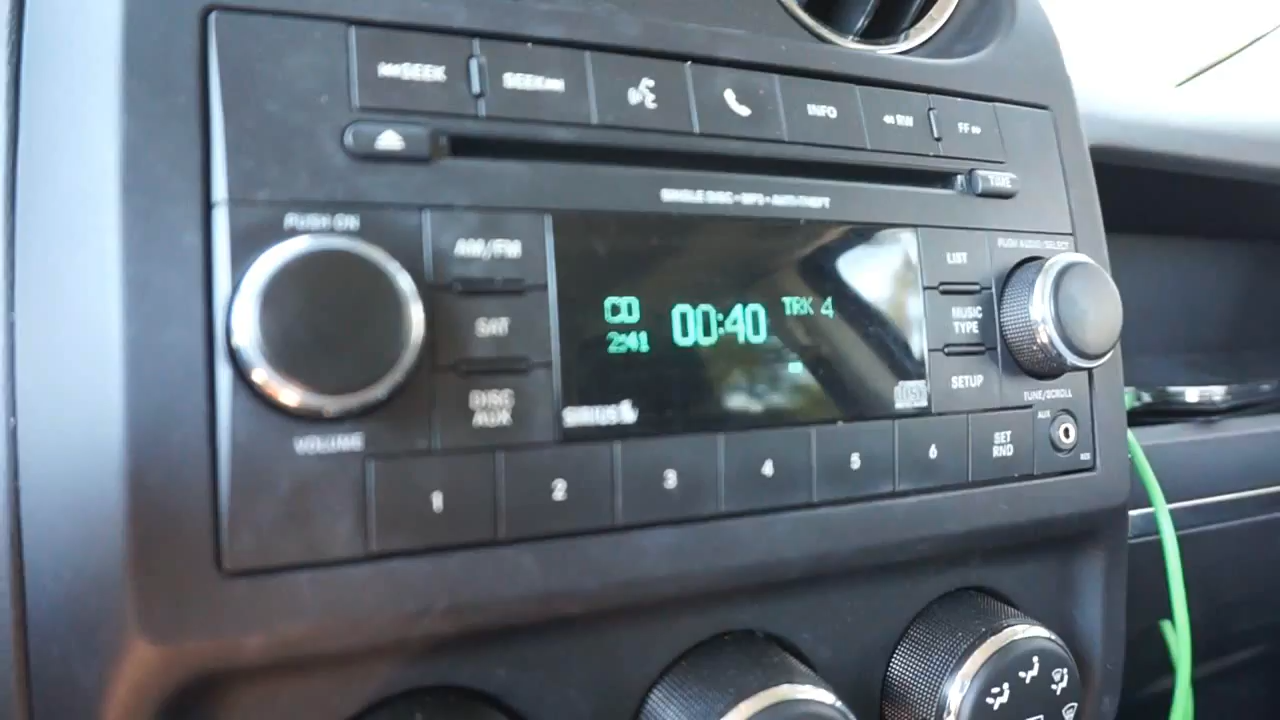 ⏮SEEK SEEK⏭ INFO ◀◀ RW FF ▶▶
SINGLE DISC • MP3 • ANTI-THEFT
PUSH ON
VOLUME
AM/FM
SAT
DISC
AUX
CD
2:41
00:40
TRK 4
SIRIUS
LIST
MUSIC
TYPE
SETUP
PUSH AUDIO/SELECT
TUNE/SCROLL
AUX
1 2 3 4 5 6
SET
RND